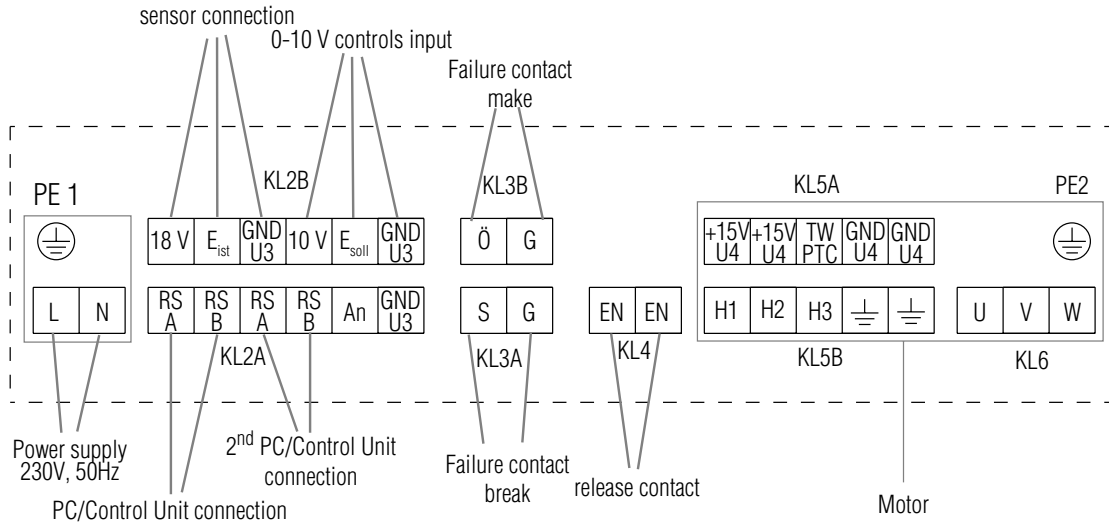 sensor connection
0-10 V controls input
Failure contact
make
PE 1
KL2B
KL3B
KL5A
PE2
18 V E_ist GND U3 10 V E_soll GND U3
Ö G
+15V U4 +15V U4 TW PTC GND U4 GND U4
L N
RS A RS B RS A RS B An GND U3
S G
EN EN
H1 H2 H3
U V W
KL2A
KL3A
KL4
KL5B
KL6
Power supply
230V, 50Hz
2nd PC/Control Unit
connection
Failure contact
break
release contact
Motor
PC/Control Unit connection